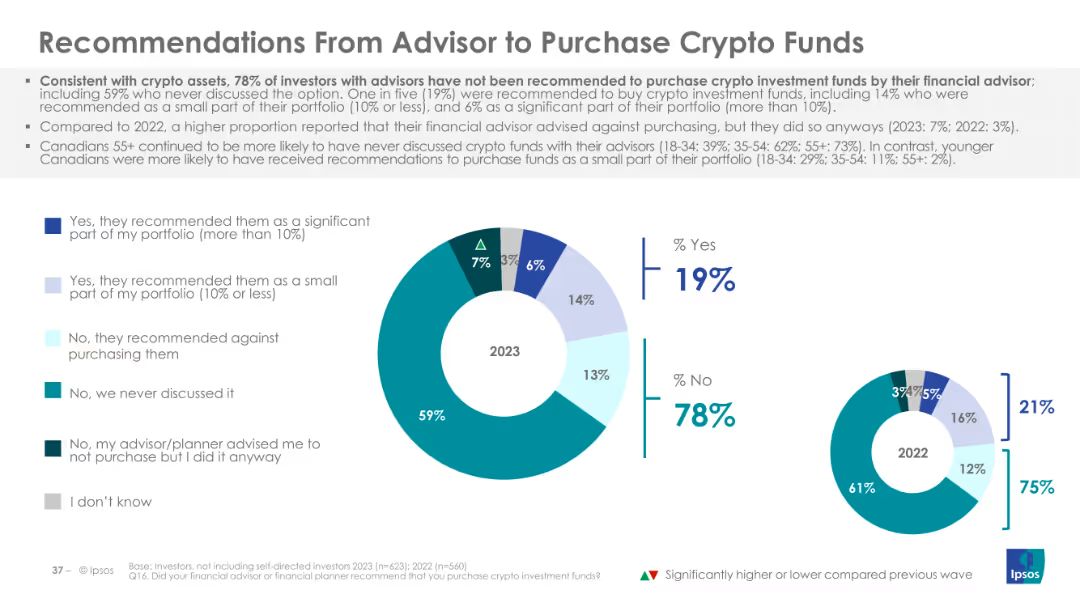 Recommendations From Advisor to Purchase Crypto Funds
▪ Consistent with crypto assets, 78% of investors with advisors have not been recommended to purchase crypto investment funds by their financial advisor;
including 59% who never discussed the option. One in five (19%) were recommended to buy crypto investment funds, including 14% who were
recommended as a small part of their portfolio (10% or less), and 6% as a significant part of their portfolio (more than 10%).
▪ Compared to 2022, a higher proportion reported that their financial advisor advised against purchasing, but they did so anyways (2023: 7%; 2022: 3%).
▪ Canadians 55+ continued to be more likely to have never discussed crypto funds with their advisors (18-34: 39%; 35-54: 62%; 55+: 73%). In contrast, younger
Canadians were more likely to have received recommendations to purchase funds as a small part of their portfolio (18-34: 29%; 35-54: 11%; 55+: 2%).
Yes, they recommended them as a significant
part of my portfolio (more than 10%)
Yes, they recommended them as a small
part of my portfolio (10% or less)
No, they recommended against
purchasing them
No, we never discussed it
No, my advisor/planner advised me to
not purchase but I did it anyway
I don't know
7%
3%
6%
14%
13%
59%
2023
% Yes
19%
% No
78%
3%
4%
5%
16%
12%
61%
2022
21%
75%
37 – © Ipsos
Base: Investors, not including self-directed investors 2023 (n=623); 2022 (n=560)
Q16. Did your financial advisor or financial planner recommend that you purchase crypto investment funds?
Significantly higher or lower compared previous wave
Ipsos